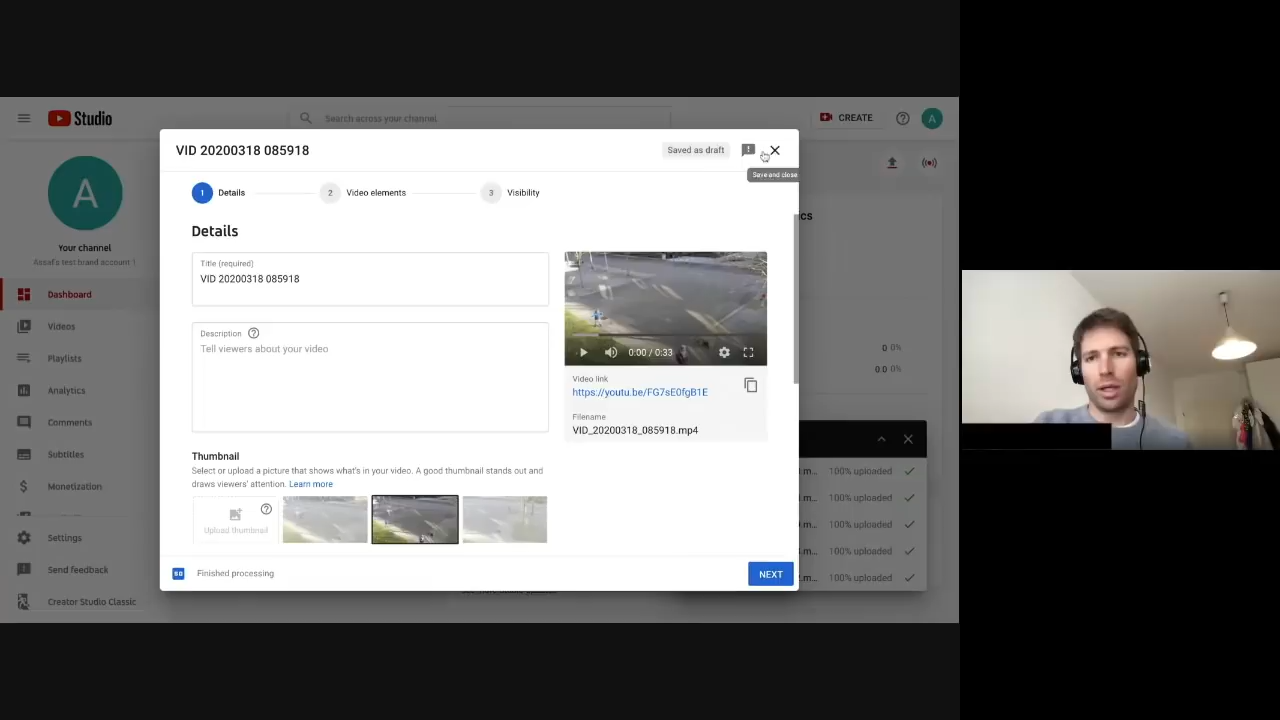 Studio
Search across your channel
CREATE
A
VID 20200318 085918
Saved as draft
Save and close
1 Details
2 Video elements
3 Visibility
A
Your channel
Assaf's test brand account 1
Dashboard
Videos
Playlists
Analytics
Comments
Subtitles
Monetization
Settings
Send feedback
Creator Studio Classic
Details
Title (required)
VID 20200318 085918
Description
Tell viewers about your video
0:00 / 0:33
Video link
https://youtu.be/FG7sE0fgB1E
Filename
VID_20200318_085918.mp4
Thumbnail
Select or upload a picture that shows what's in your video. A good thumbnail stands out and
draws viewers' attention. Learn more
Upload thumbnail
Finished processing
NEXT
0 0%
0.0 0%
100% uploaded
100% uploaded
100% uploaded
100% uploaded
100% uploaded